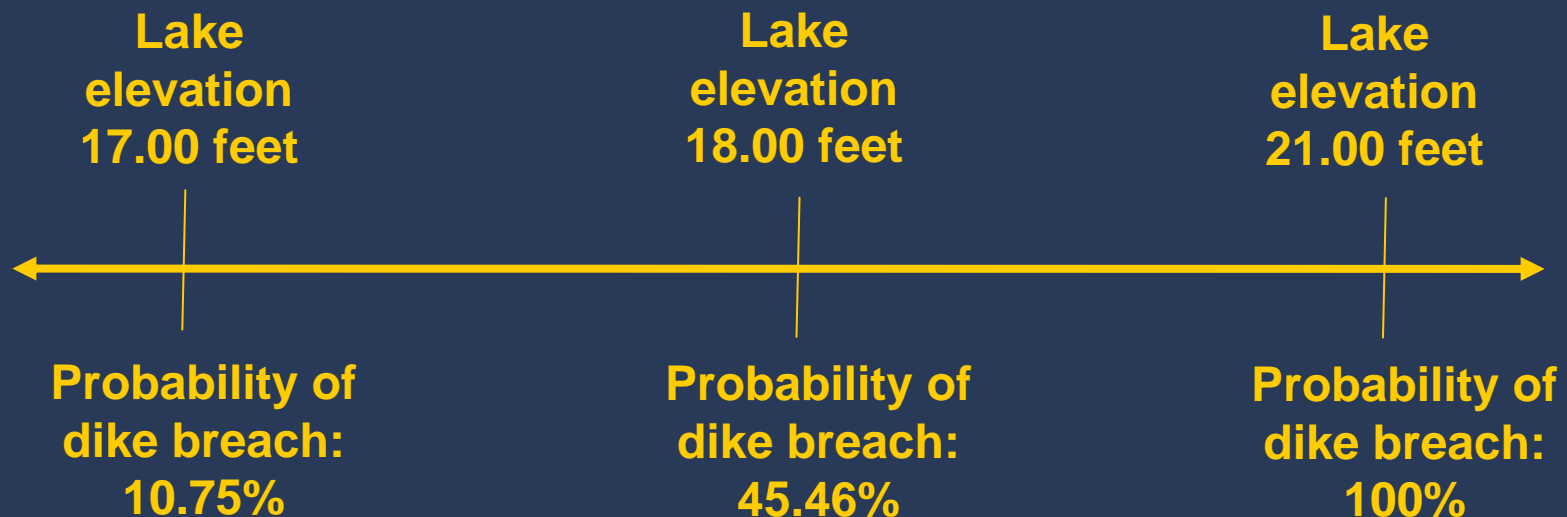 Lake
elevation
17.00 feet
Lake
elevation
18.00 feet
Lake
elevation
21.00 feet
Probability of
dike breach:
10.75%
Probability of
dike breach:
45.46%
Probability of
dike breach:
100%